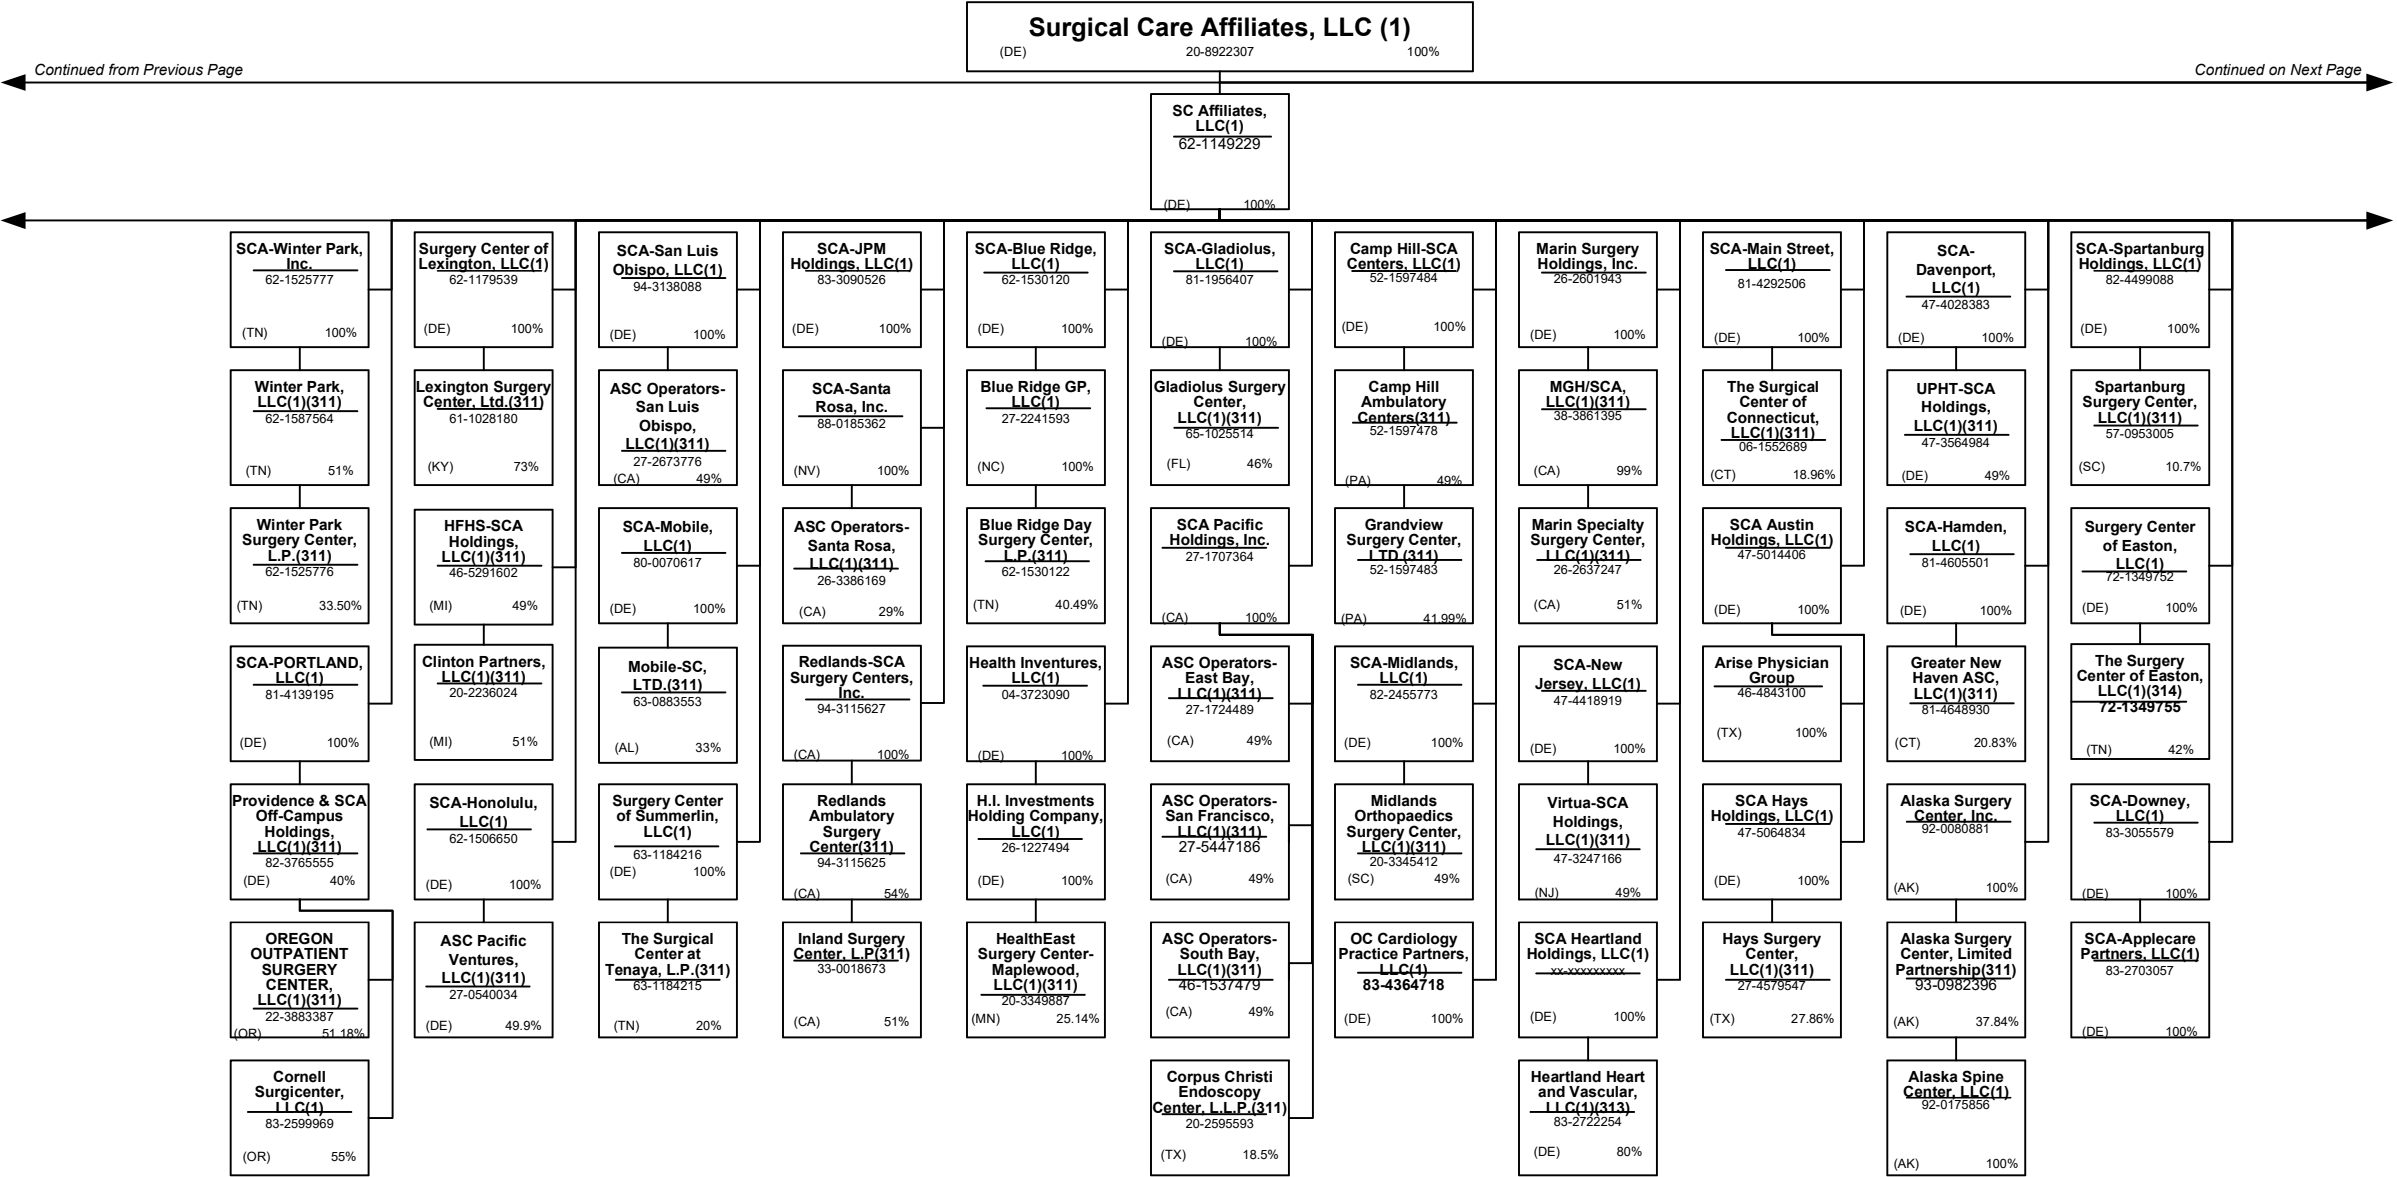 Surgical Care Affiliates, LLC (1)
(DE) 20-8922307 100%
Continued from Previous Page
Continued on Next Page
SC Affiliates,
LLC(1)
62-1149229
(DE) 100%
SCA-Winter Park,
Inc.
62-1525777
(TN) 100%
Winter Park,
LLC(1)(311)
62-1587564
(TN) 51%
Winter Park
Surgery Center,
L.P.(311)
62-1525776
(TN) 33.50%
SCA-PORTLAND,
LLC(1)
81-4139195
(DE) 100%
Providence & SCA
Off-Campus
Holdings,
LLC(1)(311)
82-3765555
(DE) 40%
OREGON
OUTPATIENT
SURGERY
CENTER,
LLC(1)(311)
22-3883387
(OR) 51.18%
Cornell
Surgicenter,
LLC(1)
83-2599969
(OR) 55%
Surgery Center of
Lexington, LLC(1)
62-1179539
(DE) 100%
Lexington Surgery
Center, Ltd.(311)
61-1028180
(KY) 73%
HFHS-SCA
Holdings,
LLC(1)(311)
46-5291602
(MI) 49%
Clinton Partners,
LLC(1)(311)
20-2236024
(MI) 51%
SCA-Honolulu,
LLC(1)
62-1506650
(DE) 100%
ASC Pacific
Ventures,
LLC(1)(311)
27-0540034
(DE) 49.9%
SCA-San Luis
Obispo, LLC(1)
94-3138088
(DE) 100%
ASC Operators-
San Luis
Obispo,
LLC(1)(311)
27-2673776
(CA) 49%
SCA-Mobile,
LLC(1)
80-0070617
(DE) 100%
Mobile-SC,
LTD.(311)
63-0883553
(AL) 33%
Surgery Center
of Summerlin,
LLC(1)
63-1184216
(DE) 100%
The Surgical
Center at
Tenaya, L.P.(311)
63-1184215
(TN) 20%
SCA-JPM
Holdings, LLC(1)
83-3090526
(DE) 100%
SCA-Santa
Rosa, Inc.
88-0185362
(NV) 100%
ASC Operators-
Santa Rosa,
LLC(1)(311)
26-3386169
(CA) 29%
Redlands-SCA
Surgery Centers,
Inc.
94-3115627
(CA) 100%
Redlands
Ambulatory
Surgery
Center(311)
94-3115625
(CA) 54%
Inland Surgery
Center, L.P(311)
33-0018673
(CA) 51%
SCA-Blue Ridge,
LLC(1)
62-1530120
(DE) 100%
Blue Ridge GP,
LLC(1)
27-2241593
(NC) 100%
Blue Ridge Day
Surgery Center,
L.P.(311)
62-1530122
(TN) 40.49%
Health Inventures,
LLC(1)
04-3723090
(DE) 100%
H.I. Investments
Holding Company,
LLC(1)
26-1227494
(DE) 100%
HealthEast
Surgery Center-
Maplewood,
LLC(1)(311)
20-3349887
(MN) 25.14%
SCA-Gladiolus,
LLC(1)
81-1956407
(DE) 100%
Gladiolus Surgery
Center,
LLC(1)(311)
65-1025514
(FL) 46%
SCA Pacific
Holdings, Inc.
27-1707364
(CA) 100%
ASC Operators-
East Bay,
LLC(1)(311)
27-1724489
(CA) 49%
ASC Operators-
San Francisco,
LLC(1)(311)
27-5447186
(CA) 49%
ASC Operators-
South Bay,
LLC(1)(311)
46-1537479
(CA) 49%
Corpus Christi
Endoscopy
Center, L.L.P.(311)
20-2595593
(TX) 18.5%
Camp Hill-SCA
Centers, LLC(1)
52-1597484
(DE) 100%
Camp Hill
Ambulatory
Centers(311)
52-1597478
(PA) 49%
Grandview
Surgery Center,
LTD.(311)
52-1597483
(PA) 41.99%
SCA-Midlands,
LLC(1)
82-2455773
(DE) 100%
Midlands
Orthopaedics
Surgery Center,
LLC(1)(311)
20-3345412
(SC) 49%
OC Cardiology
Practice Partners,
LLC(1)
83-4364718
(DE) 100%
Marin Surgery
Holdings, Inc.
26-2601943
(DE) 100%
MGH/SCA,
LLC(1)(311)
38-3861395
(CA) 99%
Marin Specialty
Surgery Center,
LLC(1)(311)
26-2637247
(CA) 51%
SCA-New
Jersey, LLC(1)
47-4418919
(DE) 100%
Virtua-SCA
Holdings,
LLC(1)(311)
47-3247166
(NJ) 49%
SCA Heartland
Holdings, LLC(1)
xx-xxxxxxxxx
(DE) 100%
Heartland Heart
and Vascular,
LLC(1)(313)
83-2722254
(DE) 80%
SCA-Main Street,
LLC(1)
81-4292506
(DE) 100%
The Surgical
Center of
Connecticut,
LLC(1)(311)
06-1552689
(CT) 18.96%
SCA Austin
Holdings, LLC(1)
47-5014406
(DE) 100%
Arise Physician
Group
46-4843100
(TX) 100%
SCA Hays
Holdings, LLC(1)
47-5064834
(DE) 100%
Hays Surgery
Center,
LLC(1)(311)
27-4579547
(TX) 27.86%
SCA-
Davenport,
LLC(1)
47-4028383
(DE) 100%
UPHT-SCA
Holdings,
LLC(1)(311)
47-3564984
(DE) 49%
SCA-Hamden,
LLC(1)
81-4605501
(DE) 100%
Greater New
Haven ASC,
LLC(1)(311)
81-4648930
(CT) 20.83%
Alaska Surgery
Center, Inc.
92-0080881
(AK) 100%
Alaska Surgery
Center, Limited
Partnership(311)
93-0982396
(AK) 37.84%
Alaska Spine
Center, LLC(1)
92-0175856
(AK) 100%
SCA-Spartanburg
Holdings, LLC(1)
82-4499088
(DE) 100%
Spartanburg
Surgery Center,
LLC(1)(311)
57-0953005
(SC) 10.7%
Surgery Center
of Easton,
LLC(1)
72-1349752
(DE) 100%
The Surgery
Center of Easton,
LLC(1)(314)
72-1349755
(TN) 42%
SCA-Downey,
LLC(1)
83-3055579
(DE) 100%
SCA-Applecare
Partners, LLC(1)
83-2703057
(DE) 100%